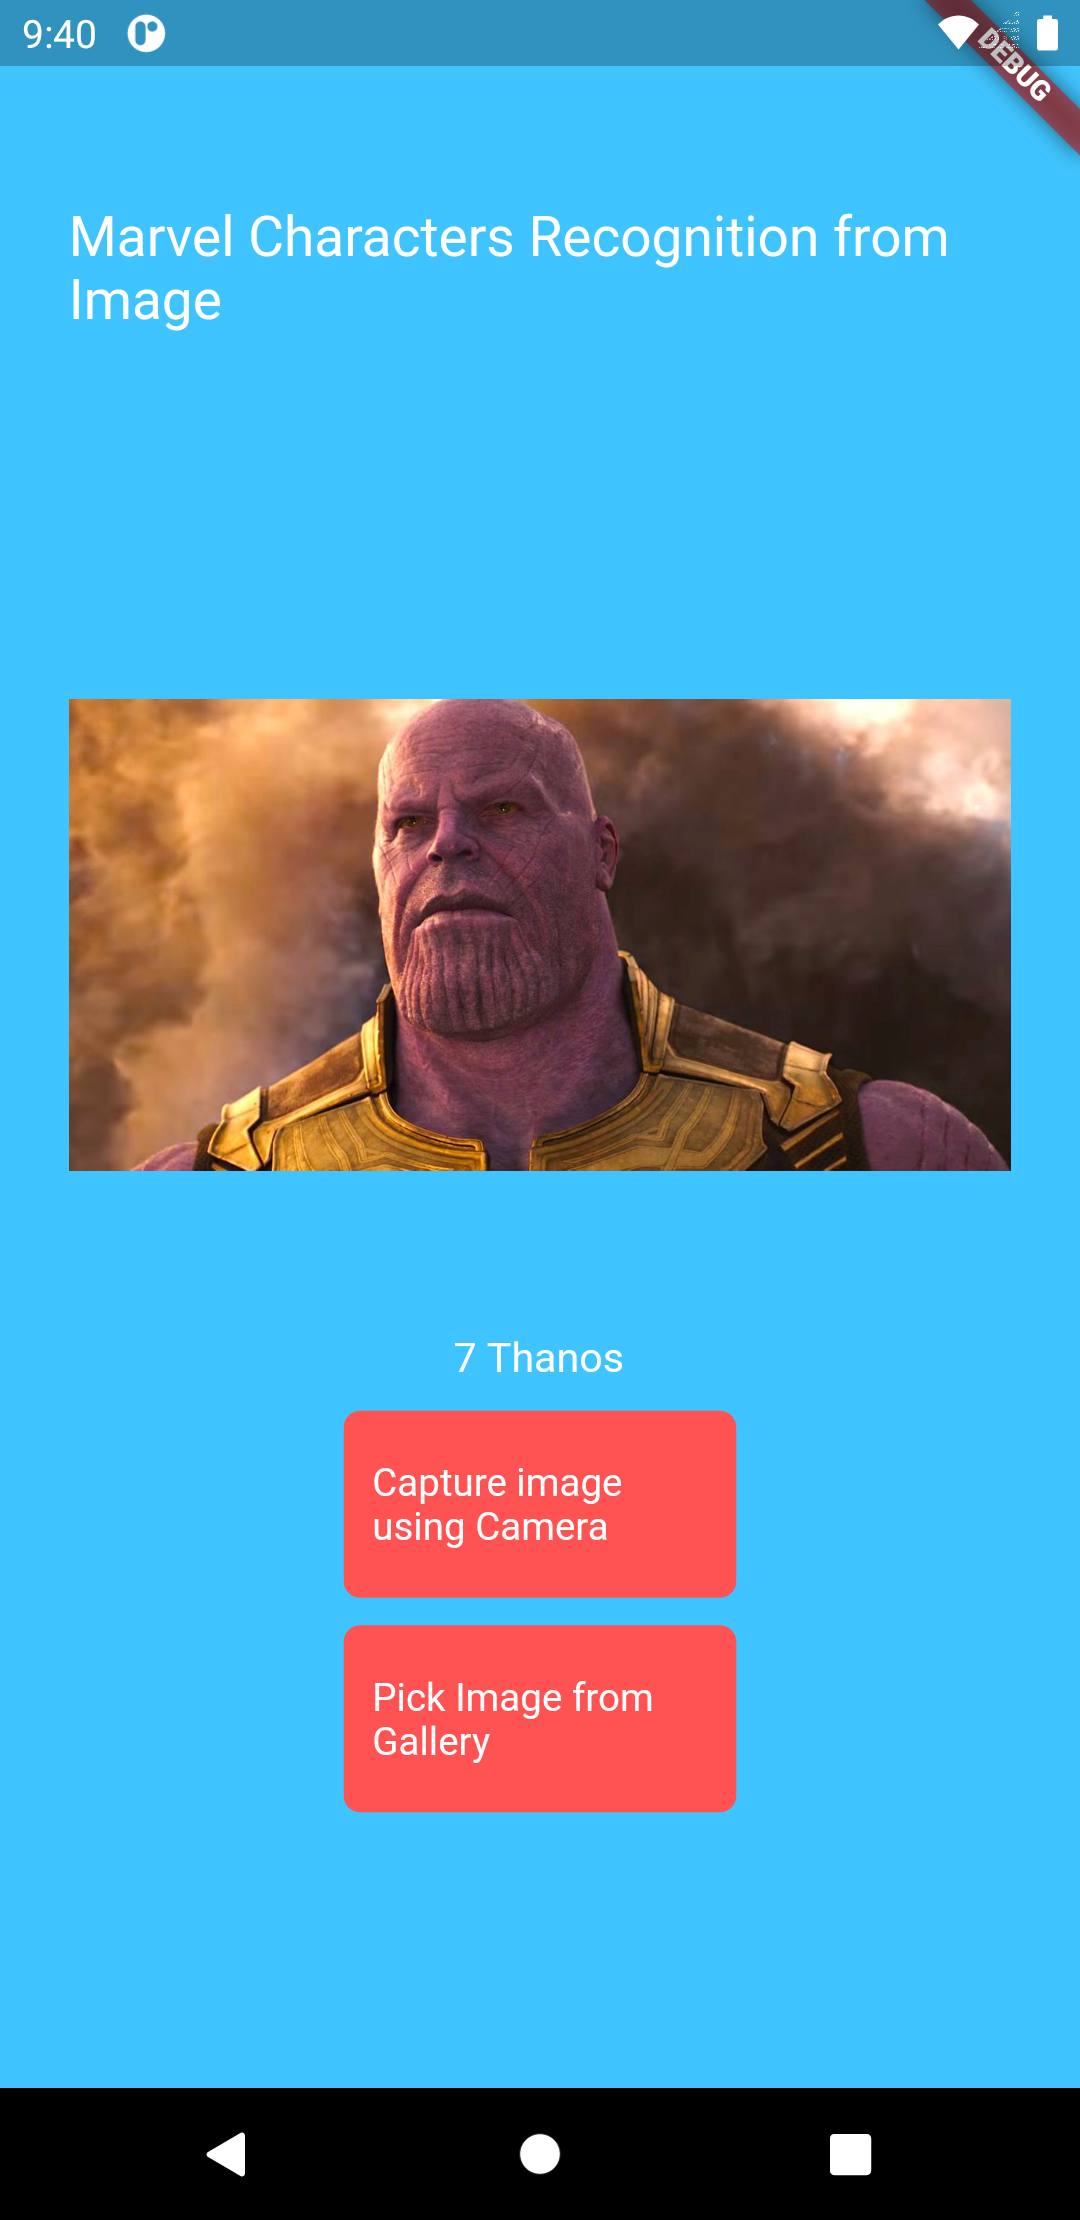 9:40
DEBUG
Marvel Characters Recognition from
Image
7 Thanos
Capture image
using Camera
Pick Image from
Gallery